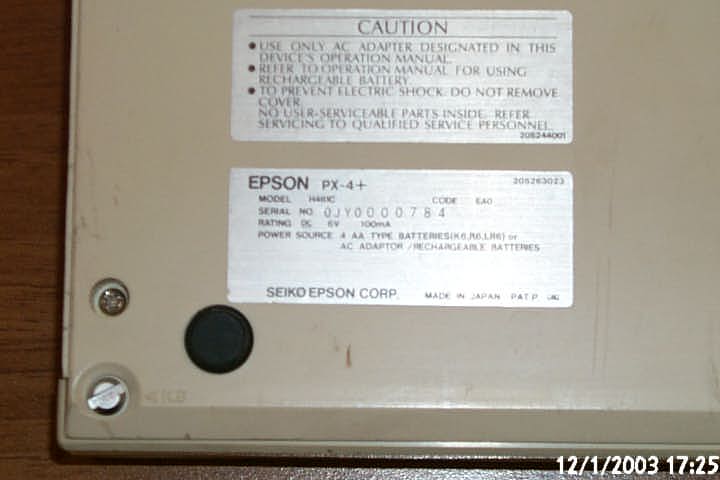 CAUTION
● USE ONLY AC ADAPTER DESIGNATED IN THIS
DEVICE'S OPERATION MANUAL.
● REFER TO OPERATION MANUAL FOR USING
RECHARGEABLE BATTERY.
● TO PREVENT ELECTRIC SHOCK, DO NOT REMOVE
COVER.
NO USER-SERVICEABLE PARTS INSIDE. REFER
SERVICING TO QUALIFIED SERVICE PERSONNEL.
205244001
EPSON PX-4+ 205263023
MODEL CODE EA0
SERIAL NO. 0JY0000784
RATING DC 6V 100mA
POWER SOURCE 4 AA TYPE BATTERIES(K6,R6,LR6) or
AC ADAPTOR / RECHARGEABLE BATTERIES
SEIKO EPSON CORP. MADE IN JAPAN PAT. P.
12/1/2003 17:25